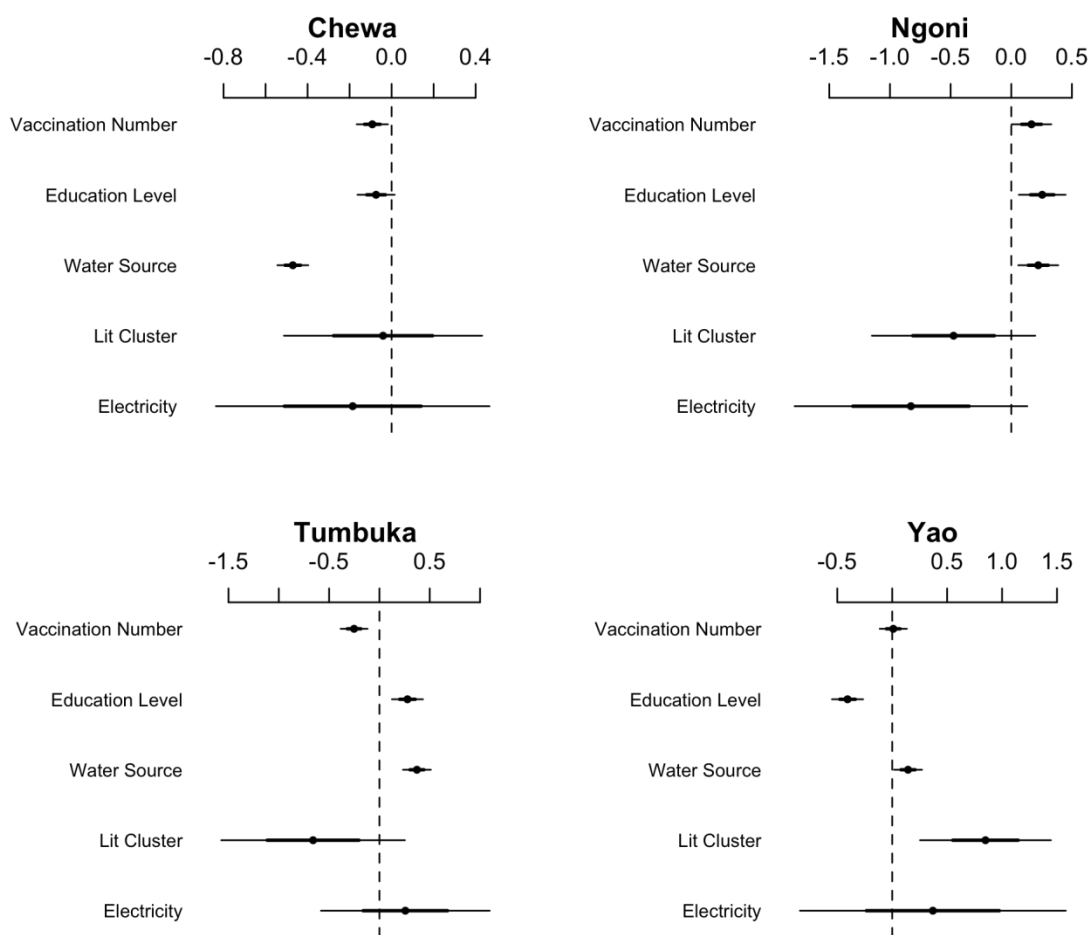 Chewa
-0.8 -0.4 0.0 0.4
Vaccination Number
Education Level
Water Source
Lit Cluster
Electricity
Ngoni
-1.5 -1.0 -0.5 0.0 0.5
Vaccination Number
Education Level
Water Source
Lit Cluster
Electricity
Tumbuka
-1.5 -0.5 0.5
Vaccination Number
Education Level
Water Source
Lit Cluster
Electricity
Yao
-0.5 0.5 1.0 1.5
Vaccination Number
Education Level
Water Source
Lit Cluster
Electricity